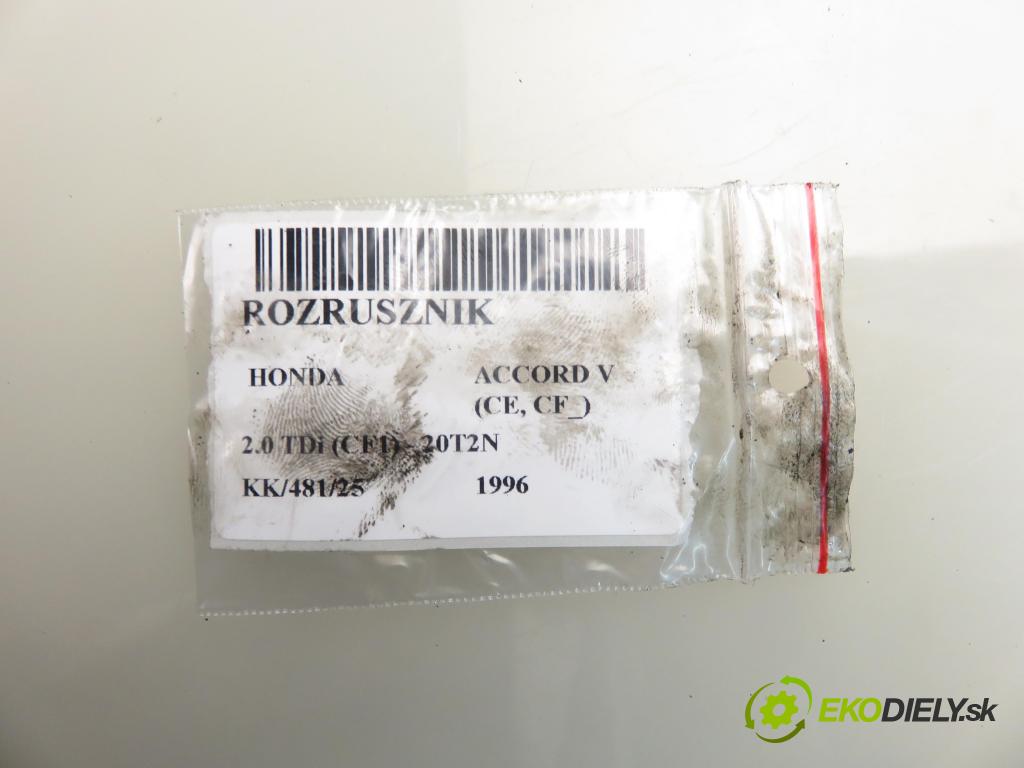 ROZRUSZNIK
HONDA ACCORD V
(CE, CF_)
2.0 TDi (CF1) - 20T2N
KK/481/25 1996
EKODIELY.sk